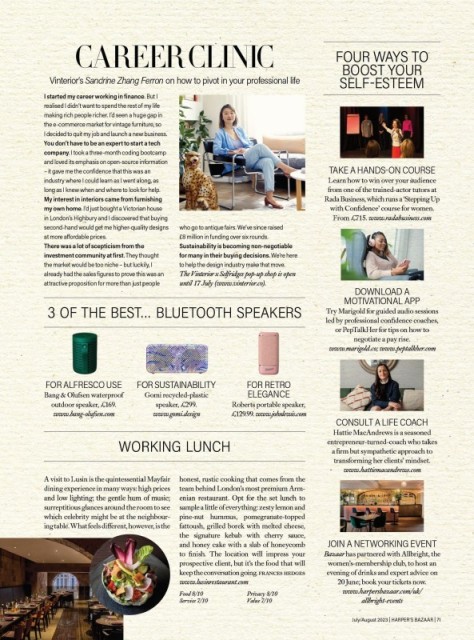 CAREER CLINIC
Vinterior's Sandrine Zhang Ferron on how to pivot in your professional life
I started my career working in finance. But I
realised I didn't want to spend the rest of my life
making rich people richer. I'd seen a huge gap in
the e-commerce market for vintage furniture, so
I decided to quit my job and launch a new business.
You don't have to be an expert to start a tech
company. I took a three-month coding bootcamp
and loved its emphasis on open-source information
– it gave me the confidence that this was an
industry where I could learn as I went along, as
long as I knew when and where to look for help.
My interest in interiors came from furnishing
my own home. I'd just bought a Victorian house
in London's Highbury and I discovered that buying
second-hand would get me higher-quality designs
at more affordable prices.
There was a lot of scepticism from the
investment community at first. They thought
the market would be too niche – but luckily, I
already had the sales figures to prove this was an
attractive proposition for more than just people
who go to antique fairs. We've since raised
£8 million in funding over six rounds.
Sustainability is becoming non-negotiable
for many in their buying decisions. We're here
to help the design industry make that move.
The Vinterior x Selfridges pop-up shop is open
until 17 July (www.vinterior.co).
3 OF THE BEST... BLUETOOTH SPEAKERS
FOR ALFRESCO USE
Bang & Olufsen waterproof
outdoor speaker, £169.
www.bang-olufsen.com
FOR SUSTAINABILITY
Gomi recycled-plastic
speaker, £299.
www.gomi.design
FOR RETRO
ELEGANCE
Roberts portable speaker,
£129.99. www.johnlewis.com
WORKING LUNCH
A visit to Lusin is the quintessential Mayfair
dining experience in many ways: high prices
and low lighting; the gentle hum of music;
surreptitious glances around the room to see
which celebrity might be at the neighbour-
ing table. What feels different, however, is the
honest, rustic cooking that comes from the
team behind London's most premium Arm-
enian restaurant. Opt for the set lunch to
sample a little of everything: zesty lemon and
pine-nut hummus, pomegranate-topped
fattoush, grilled borek with melted cheese,
the signature kebab with cherry sauce,
and honey cake with a slab of honeycomb
to finish. The location will impress your
prospective client, but it's the food that will
keep the conversation going. FRANCES HEDGES
www.lusinrestaurant.com
Food 8/10 Privacy 8/10
Service 7/10 Value 7/10
FOUR WAYS TO
BOOST YOUR
SELF-ESTEEM
TAKE A HANDS-ON COURSE
Learn how to win over your audience
from one of the trained-actor tutors at
Rada Business, which runs a 'Stepping Up
with Confidence' course for women.
From £715. www.radabusiness.com
DOWNLOAD A
MOTIVATIONAL APP
Try Marigold for guided audio sessions
led by professional confidence coaches,
or PepTalkHer for tips on how to
negotiate a pay rise.
www.marigold.co; www.peptalkher.com
CONSULT A LIFE COACH
Hattie MacAndrews is a seasoned
entrepreneur-turned-coach who takes
a firm but sympathetic approach to
transforming her clients' mindset.
www.hattiemacandrews.com
JOIN A NETWORKING EVENT
Bazaar has partnered with Allbright, the
women's-membership club, to host an
evening of drinks and expert advice on
20 June; book your tickets now.
www.harpersbazaar.com/uk/
allbright-events
July/August 2023 | HARPER'S BAZAAR | 71